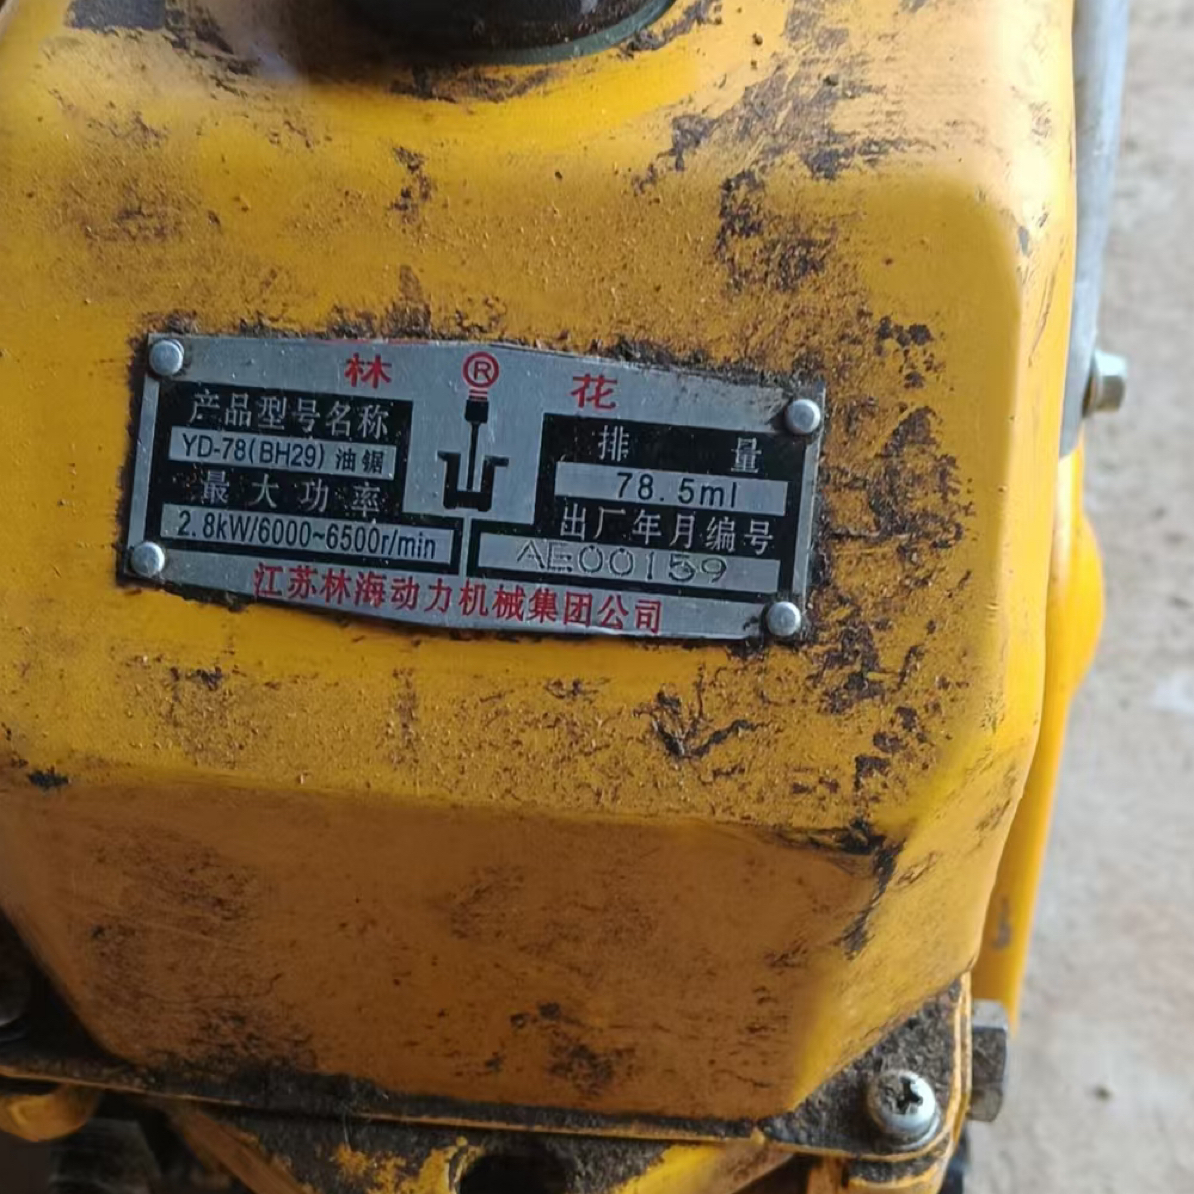 林 ® 花
产品型号名称
YD-78(BH29) 油锯
最大功率
2.8kW/6000~6500r/min
排 量
78.5ml
出厂年月编号
AE00159
江苏林海动力机械集团公司